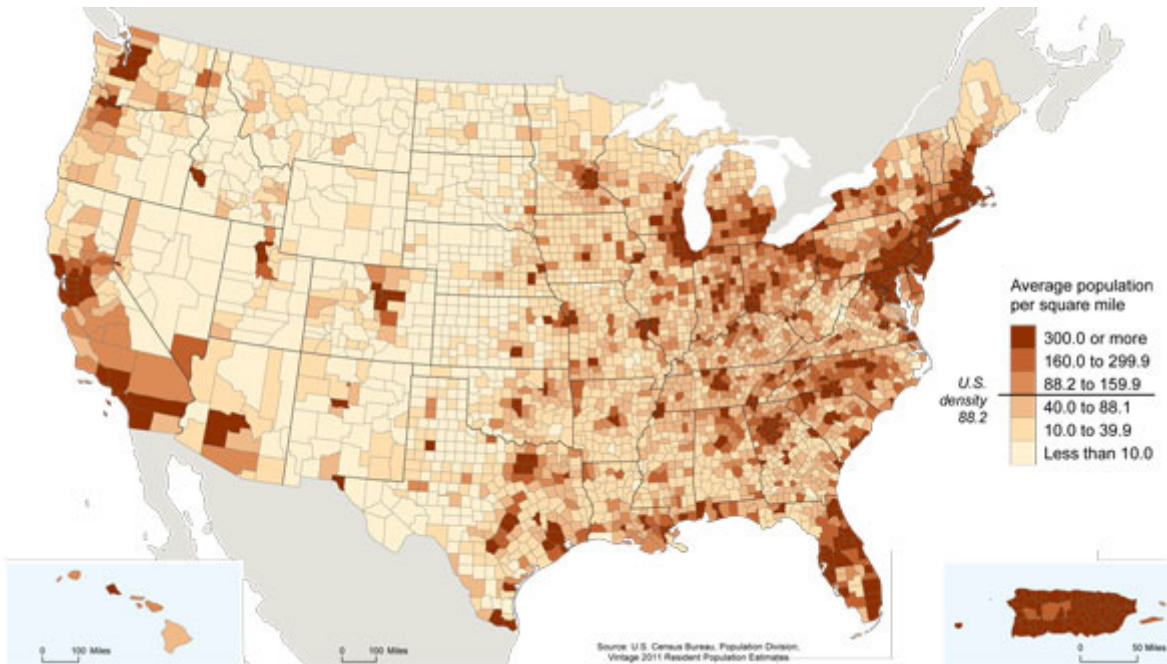 Average population
per square mile
300.0 or more
160.0 to 299.9
88.2 to 159.9
U.S.
density
88.2
40.0 to 88.1
10.0 to 39.9
Less than 10.0
0 100 Miles
0 100 Miles
Source: U.S. Census Bureau, Population Division,
Vintage 2011 Resident Population Estimates
0 50 Miles